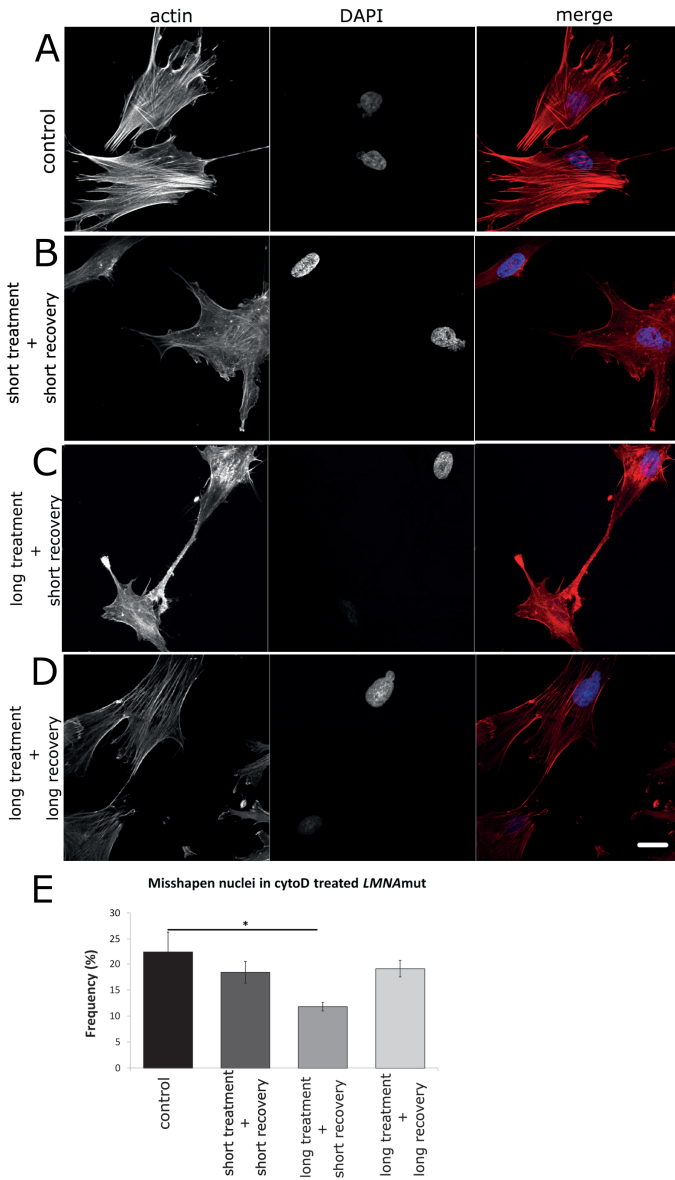 actin DAPI merge
A
control
B
short treatment
+
short recovery
C
long treatment
+
short recovery
D
long treatment
+
long recovery
E
Misshapen nuclei in cytoD treated LMNAmut
*
Frequency (%)
30
25
20
15
10
5
0
control
short treatment
+
short recovery
long treatment
+
short recovery
long treatment
+
long recovery